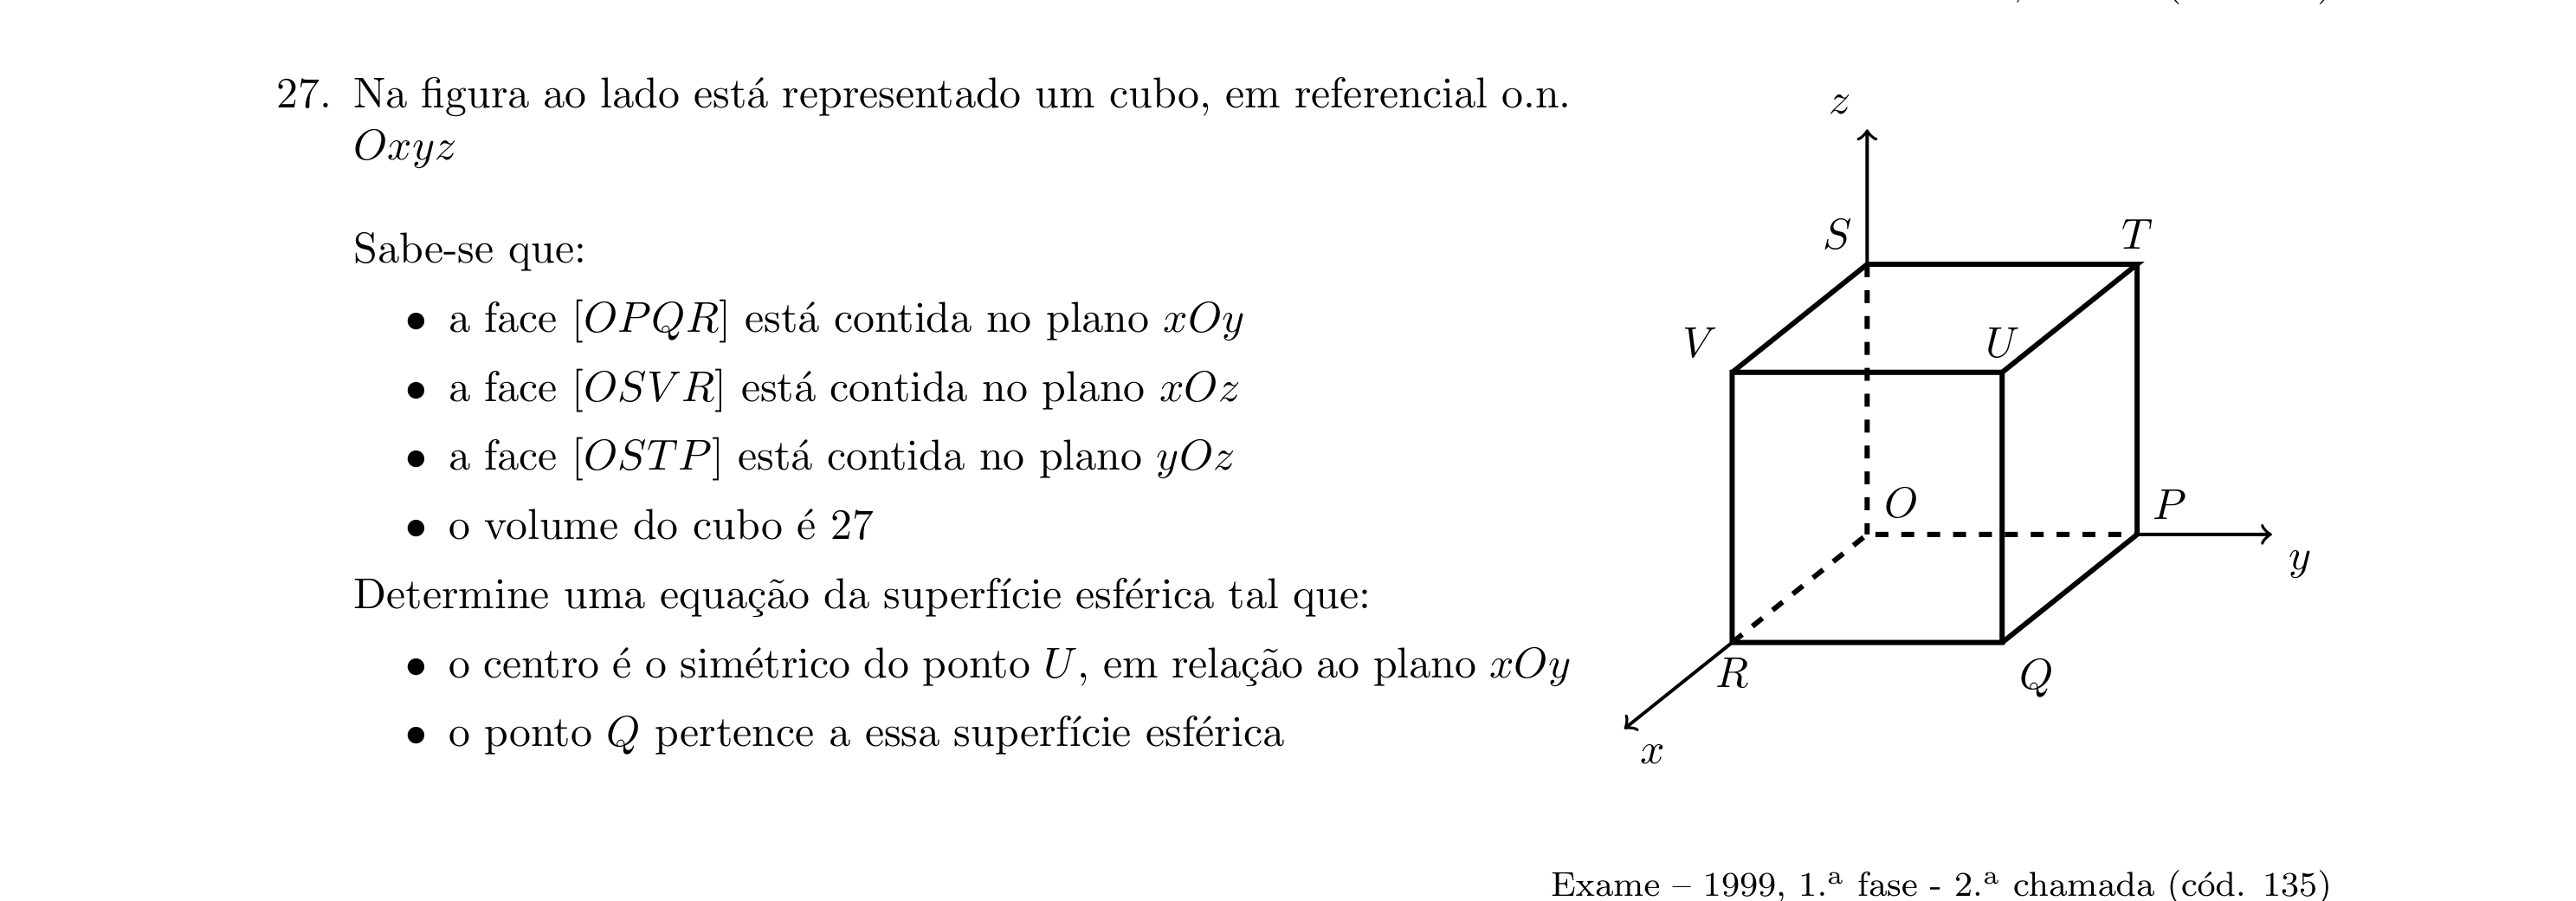 27. Na figura ao lado está representado um cubo, em referencial o.n.
Oxyz
Sabe-se que:
• a face [OPQR] está contida no plano xOy
• a face [OSVR] está contida no plano xOz
• a face [OSTP] está contida no plano yOz
• o volume do cubo é 27
Determine uma equação da superfície esférica tal que:
• o centro é o simétrico do ponto U, em relação ao plano xOy
• o ponto Q pertence a essa superfície esférica
z
S
T
V
U
O
P
y
R
Q
x
Exame – 1999, 1.ª fase - 2.ª chamada (cód. 135)